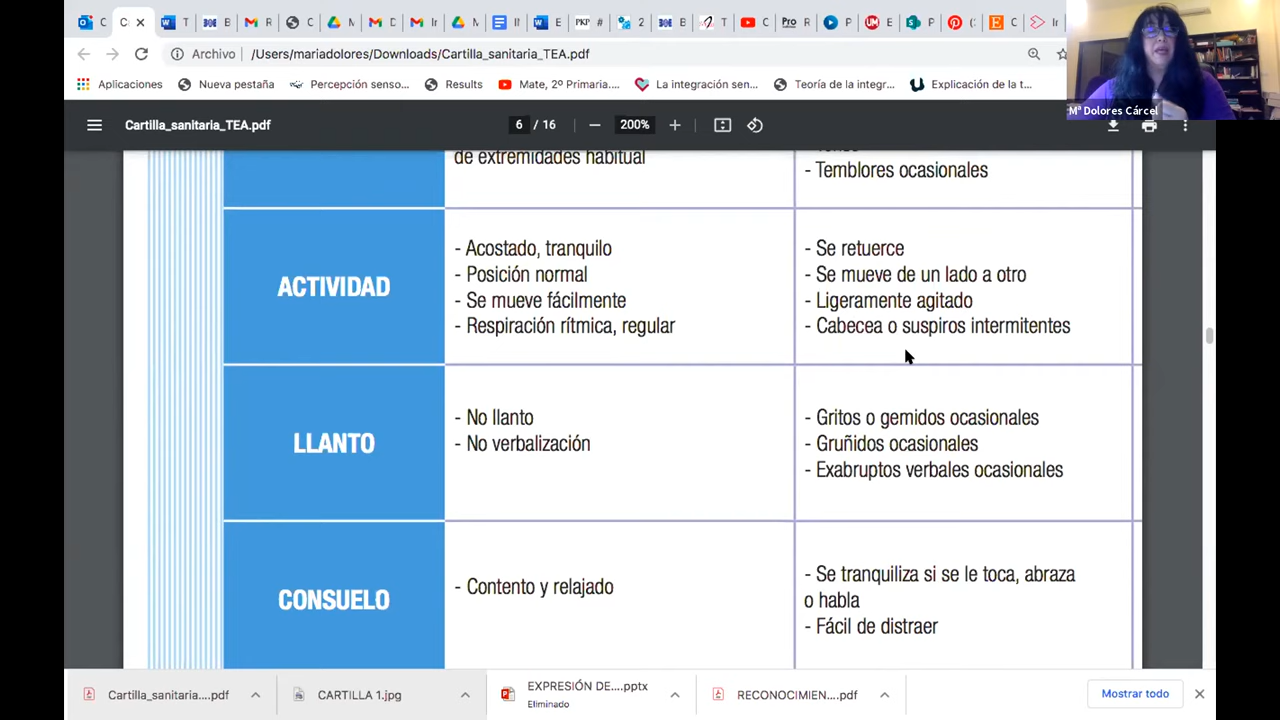 C
C
T
B
M
R
C
M
D
M
In
M
E
W
PKP
#
2
B
T
C
Pro
R
P
E
S
P
C
In
Archivo
/Users/mariadolores/Downloads/Cartilla_sanitaria_TEA.pdf
Aplicaciones
Nueva pestaña
Percepción senso...
Results
Mate, 2º Primaria....
La integración sen...
Teoría de la integr...
Explicación de la t...
Mª Dolores Cárcel
Cartilla_sanitaria_TEA.pdf
6 / 16
200%
de extremidades habitual
- Temblores ocasionales
ACTIVIDAD
- Acostado, tranquilo
- Posición normal
- Se mueve fácilmente
- Respiración rítmica, regular
- Se retuerce
- Se mueve de un lado a otro
- Ligeramente agitado
- Cabecea o suspiros intermitentes
LLANTO
- No llanto
- No verbalización
- Gritos o gemidos ocasionales
- Gruñidos ocasionales
- Exabruptos verbales ocasionales
CONSUELO
- Contento y relajado
- Se tranquiliza si se le toca, abraza
o habla
- Fácil de distraer
Cartilla_sanitaria....pdf
CARTILLA 1.jpg
EXPRESIÓN DE....pptx
Eliminado
RECONOCIMIEN....pdf
Mostrar todo